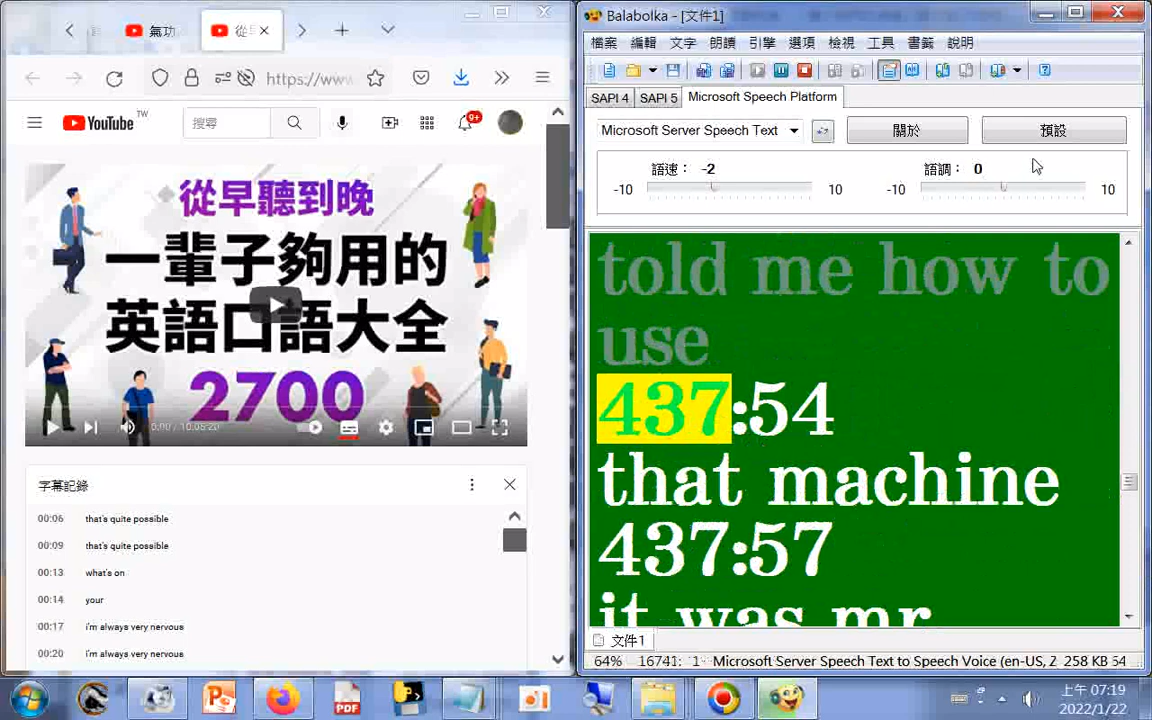 氣功
從
https://www
YouTube TW
搜尋
9+
從早聽到晚
一輩子夠用的
英語口語大全
2700
0:00 / 10:05:20
字幕記錄
00:06 that's quite possible
00:09 that's quite possible
00:13 what's on
00:14 your
00:17 i'm always very nervous
00:20 i'm always very nervous
Balabolka - [文件1]
檔案 編輯 文字 朗讀 引擎 選項 檢視 工具 書籤 說明
SAPI 4 SAPI 5 Microsoft Speech Platform
Microsoft Server Speech Text 關於 預設
語速： -2 語調： 0
-10 10 -10 10
told me how to
use
437:54
that machine
437:57
it was mr
文件1
64% 16741: 1 Microsoft Server Speech Text to Speech Voice (en-US, Z 258 KB 54
PDF
上午 07:19
2022/1/22